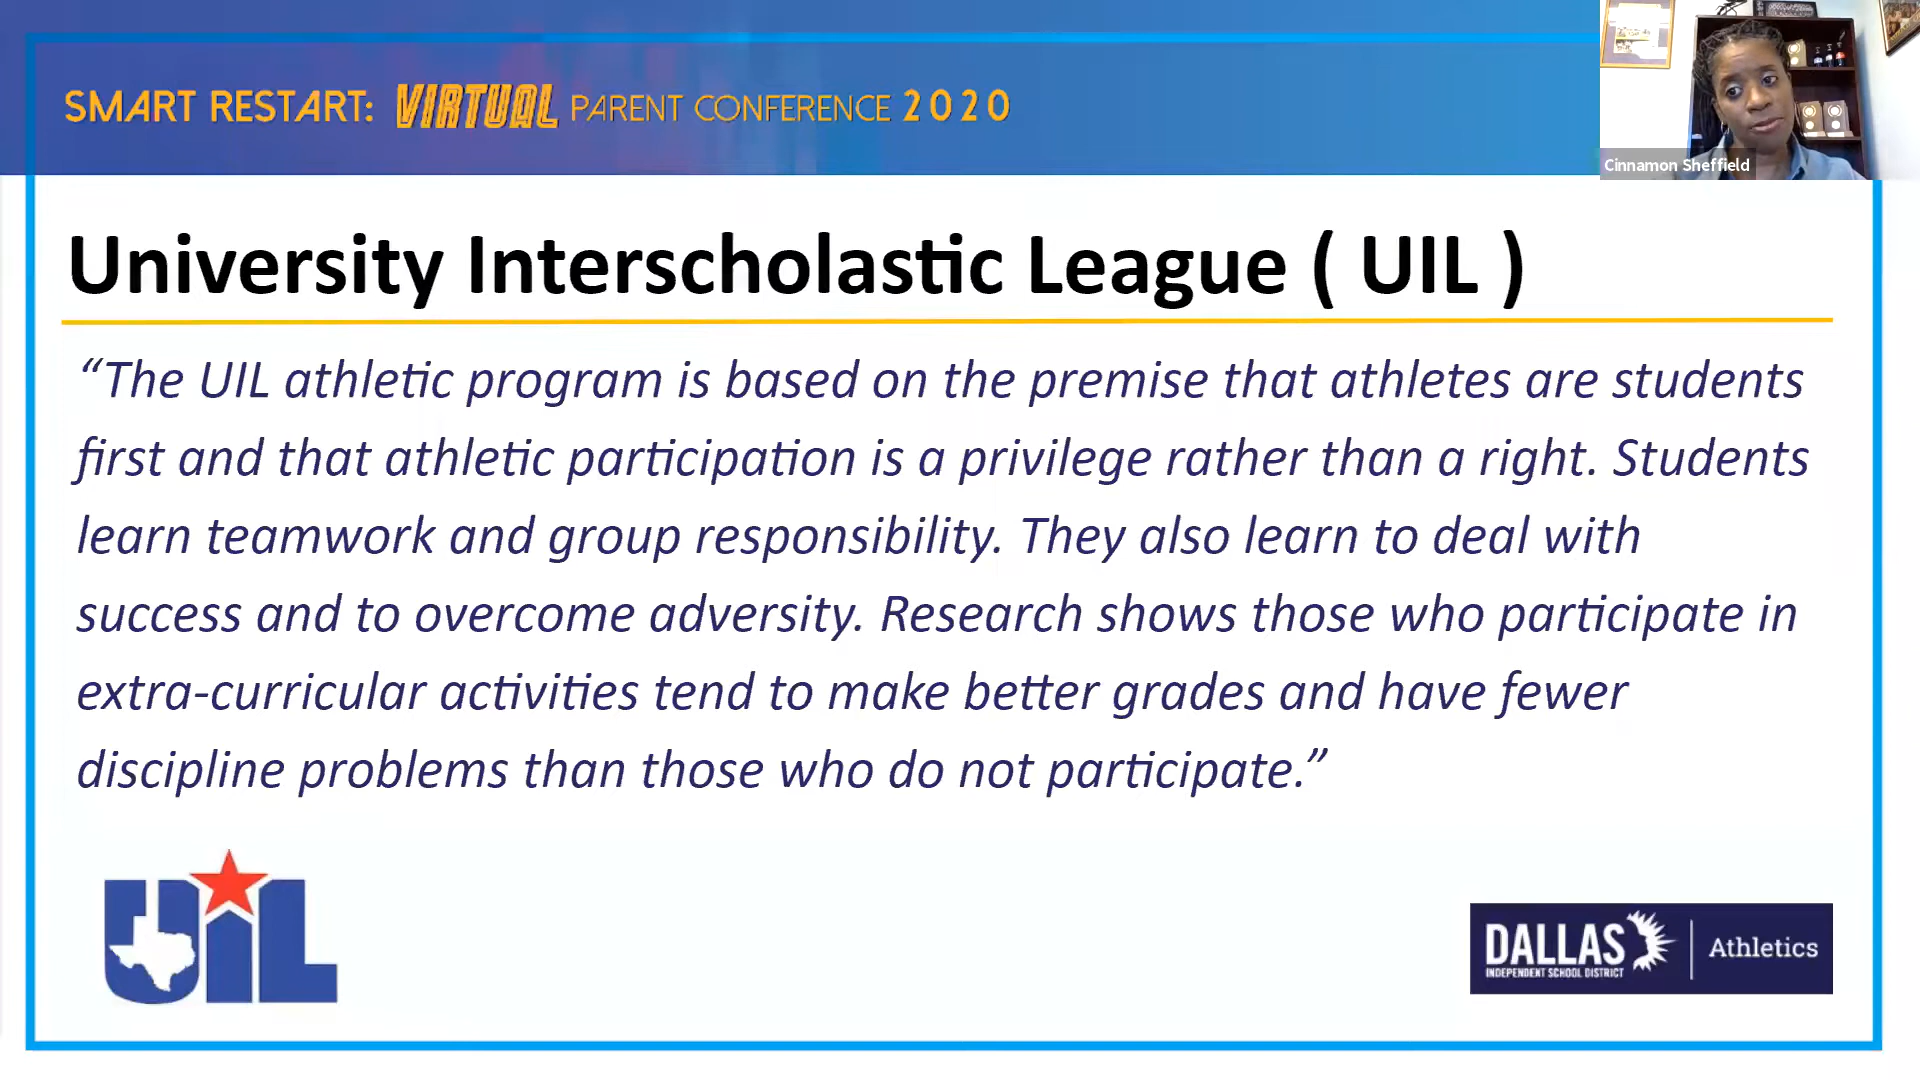 SMART RESTART: VIRTUAL PARENT CONFERENCE 2020
Cinnamon Sheffield
University Interscholastic League ( UIL )
“The UIL athletic program is based on the premise that athletes are students
first and that athletic participation is a privilege rather than a right. Students
learn teamwork and group responsibility. They also learn to deal with
success and to overcome adversity. Research shows those who participate in
extra-curricular activities tend to make better grades and have fewer
discipline problems than those who do not participate.”
UIL
DALLAS
INDEPENDENT SCHOOL DISTRICT
Athletics